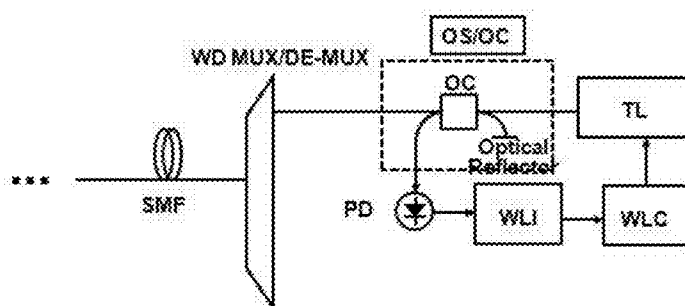 OS/OC
WD MUX/DE-MUX
OC
TL
Optical
Reflector
...
SMF
PD
WLI
WLC